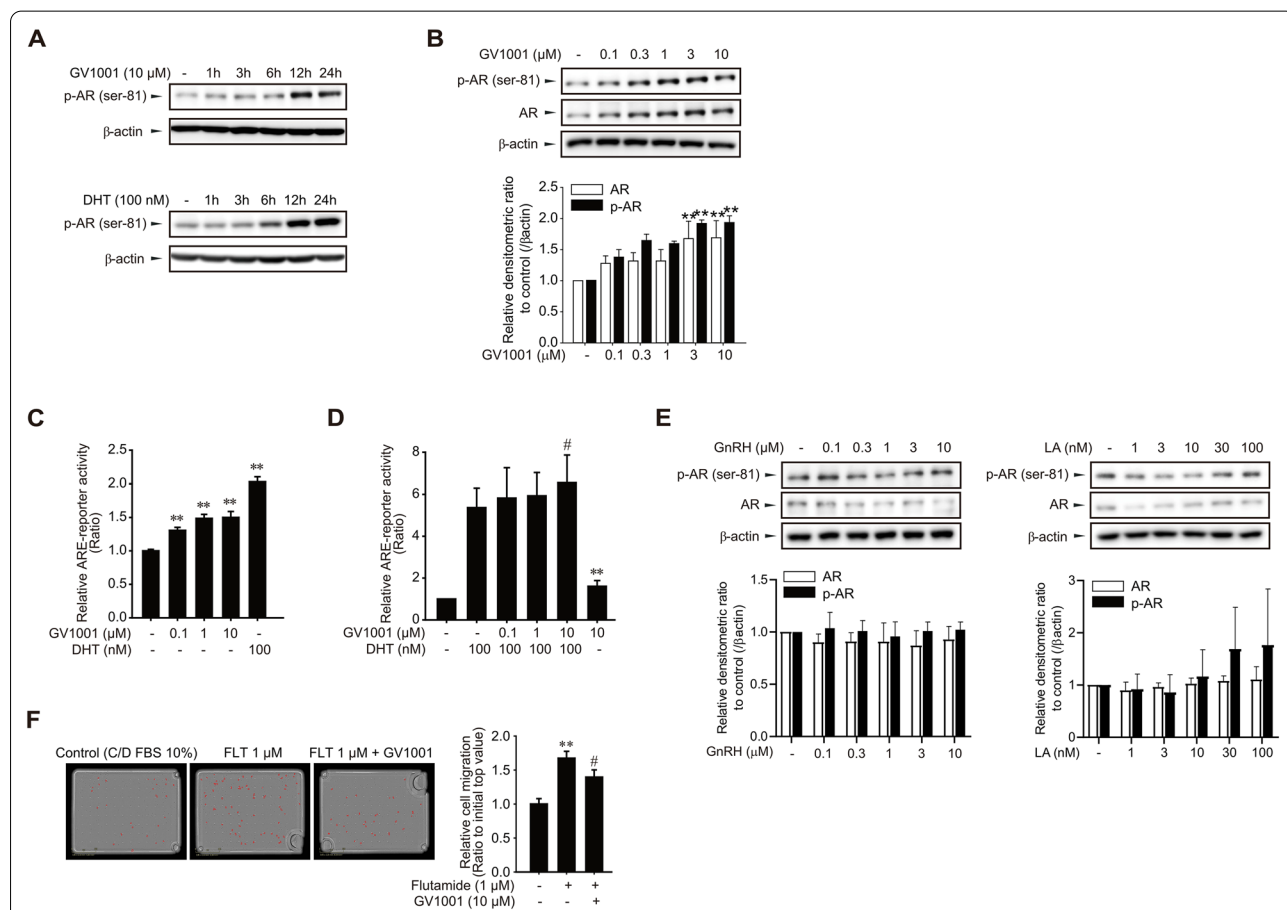 A
GV1001 (10 µM) - 1h 3h 6h 12h 24h
p-AR (ser-81)
β-actin
DHT (100 nM) - 1h 3h 6h 12h 24h
p-AR (ser-81)
β-actin
B
GV1001 (µM) - 0.1 0.3 1 3 10
p-AR (ser-81)
AR
β-actin
Relative densitometric ratio
to control (/βactin)
2.5
2.0
1.5
1.0
0.5
0.0
AR
p-AR
** ** ** **
- 0.1 0.3 1 3 10
GV1001 (µM)
C
Relative ARE-reporter activity
(Ratio)
2.5
2.0
1.5
1.0
0.5
0.0
** ** ** **
GV1001 (µM) - 0.1 1 10 -
DHT (nM) - - - - 100
D
Relative ARE-reporter activity
(Ratio)
8
6
4
2
0
# **
GV1001 (µM) - - 0.1 1 10 10
DHT (nM) - 100 100 100 100 -
E
GnRH (µM) - 0.1 0.3 1 3 10
p-AR (ser-81)
AR
β-actin
Relative densitometric ratio
to control (/βactin)
1.5
1.0
0.5
0.0
AR
p-AR
GnRH (µM) - 0.1 0.3 1 3 10
LA (nM) - 1 3 10 30 100
p-AR (ser-81)
AR
β-actin
Relative densitometric ratio
to control (/βactin)
3
2
1
0
AR
p-AR
LA (nM) - 1 3 10 30 100
F
Control (C/D FBS 10%) FLT 1 µM FLT 1 µM + GV1001
Relative cell migration
(Ratio to initial top value)
2.0
1.5
1.0
0.5
0.0
** #
Flutamide (1 µM) - + +
GV1001 (10 µM) - - +